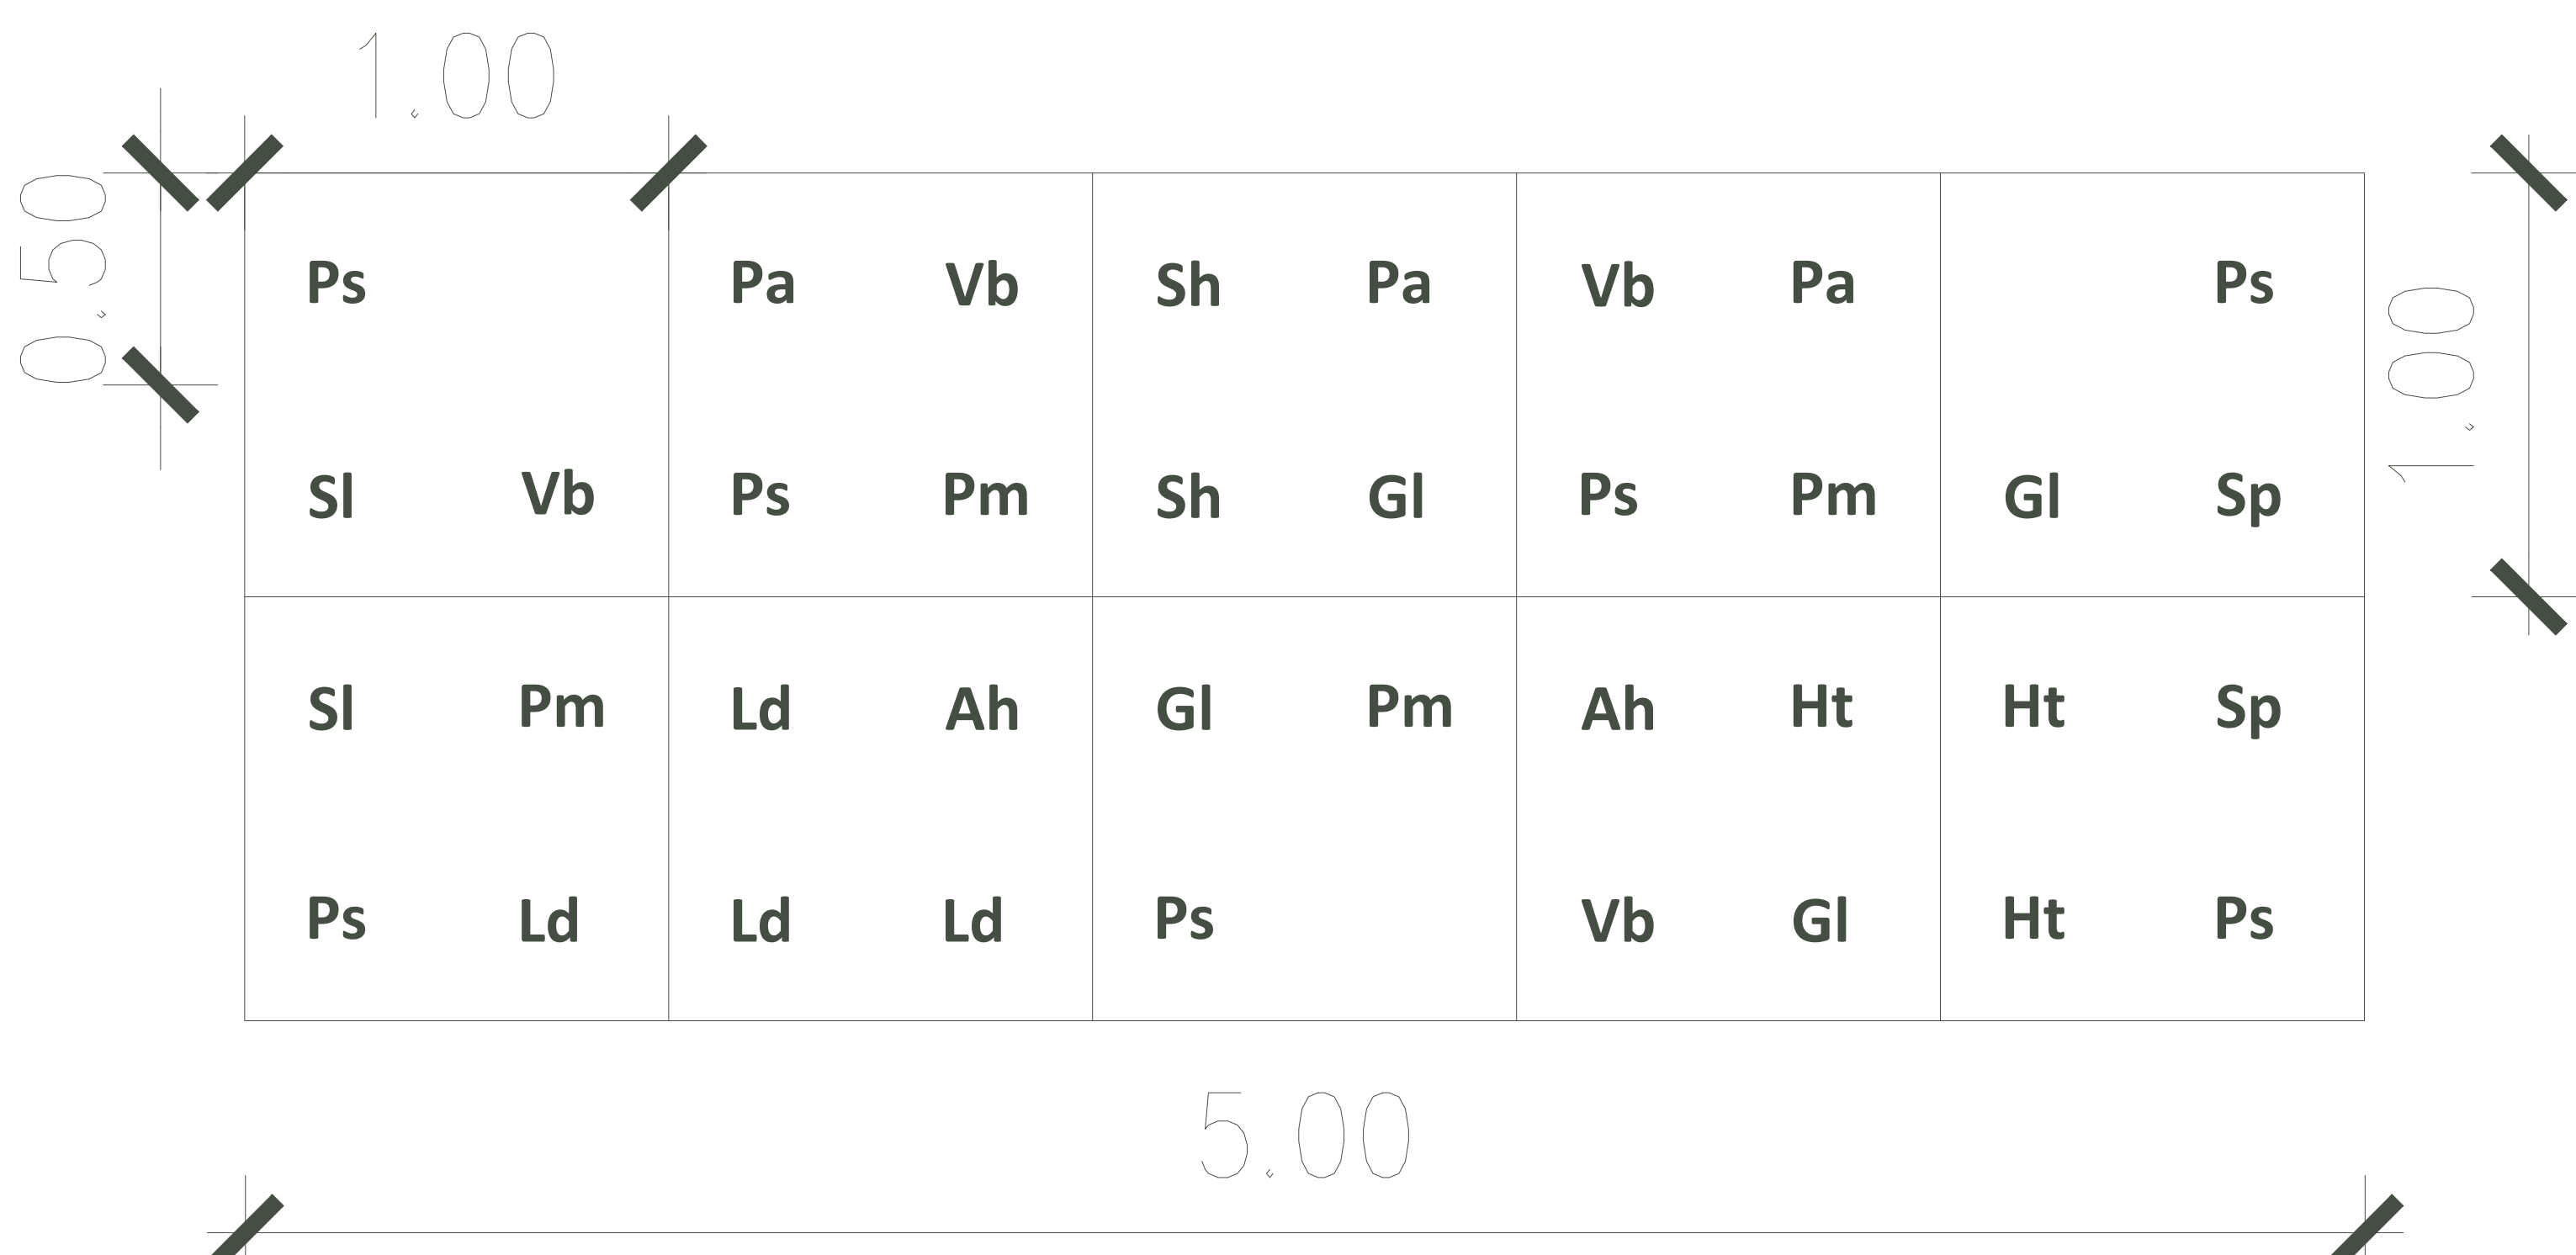 1.00
0.50
Ps Pa Vb Sh Pa Vb Pa Ps
1.00
Sl Vb Ps Pm Sh Gl Ps Pm Gl Sp
Sl Pm Ld Ah Gl Pm Ah Ht Ht Sp
Ps Ld Ld Ld Ps Vb Gl Ht Ps
5.00